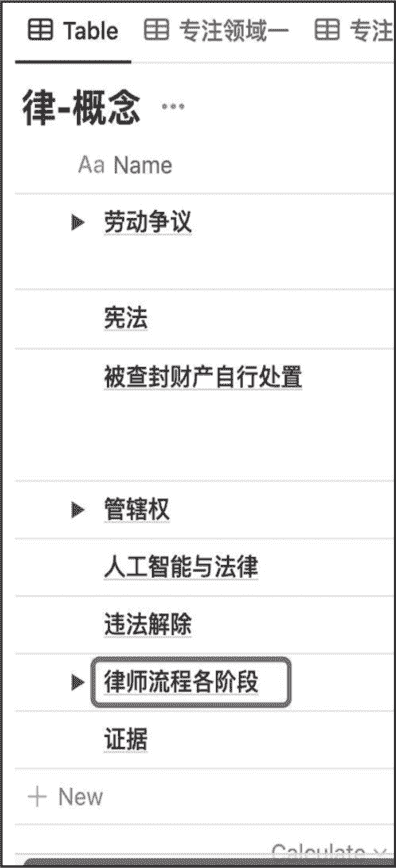 Table 专注领域一 专注
律-概念 ...
Aa Name
劳动争议
宪法
被查封财产自行处置
管辖权
人工智能与法律
违法解除
律师流程各阶段
证据
+ New
Calculate